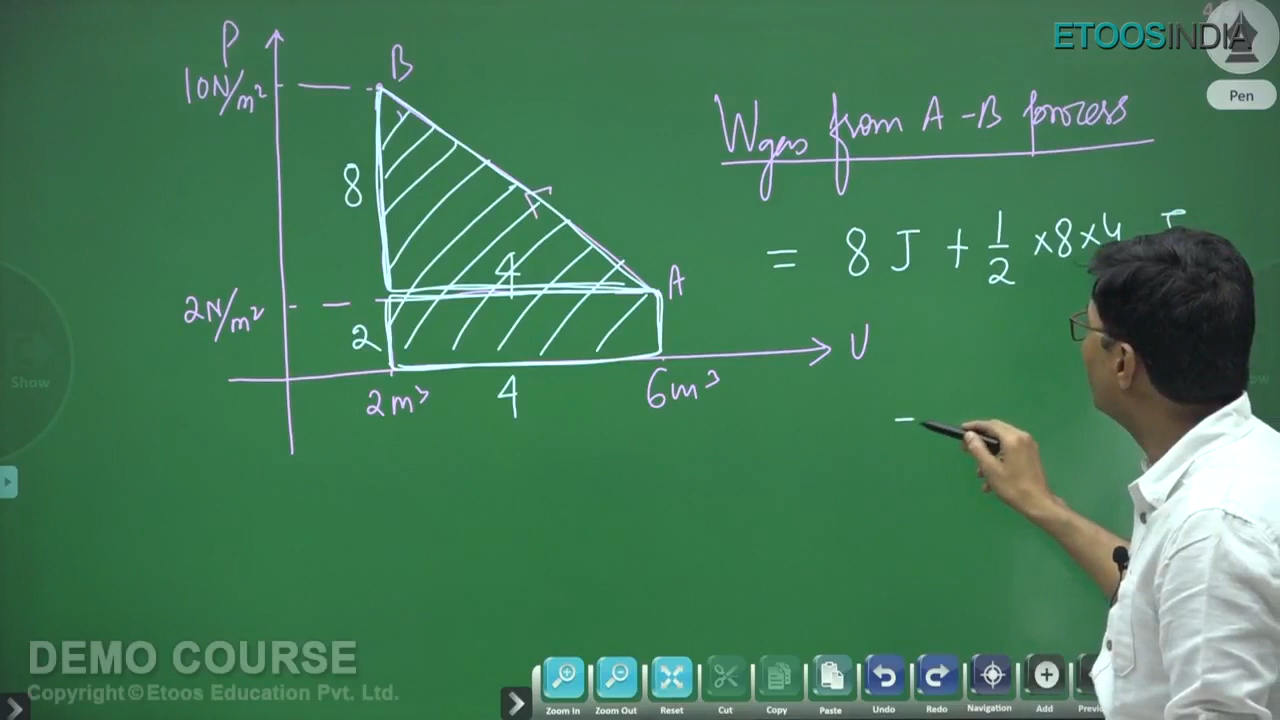 ETOOSINDIA
Pen
P
10N/m²
B
8
4
A
2N/m²
2
2m³
4
6m³
V
Wgas from A-B process
= 8 J + 1/2 ×8×4 J
Show
DEMO COURSE
Copyright © Etoos Education Pvt. Ltd.
Zoom In Zoom Out Reset Cut Copy Paste Undo Redo Navigation Add